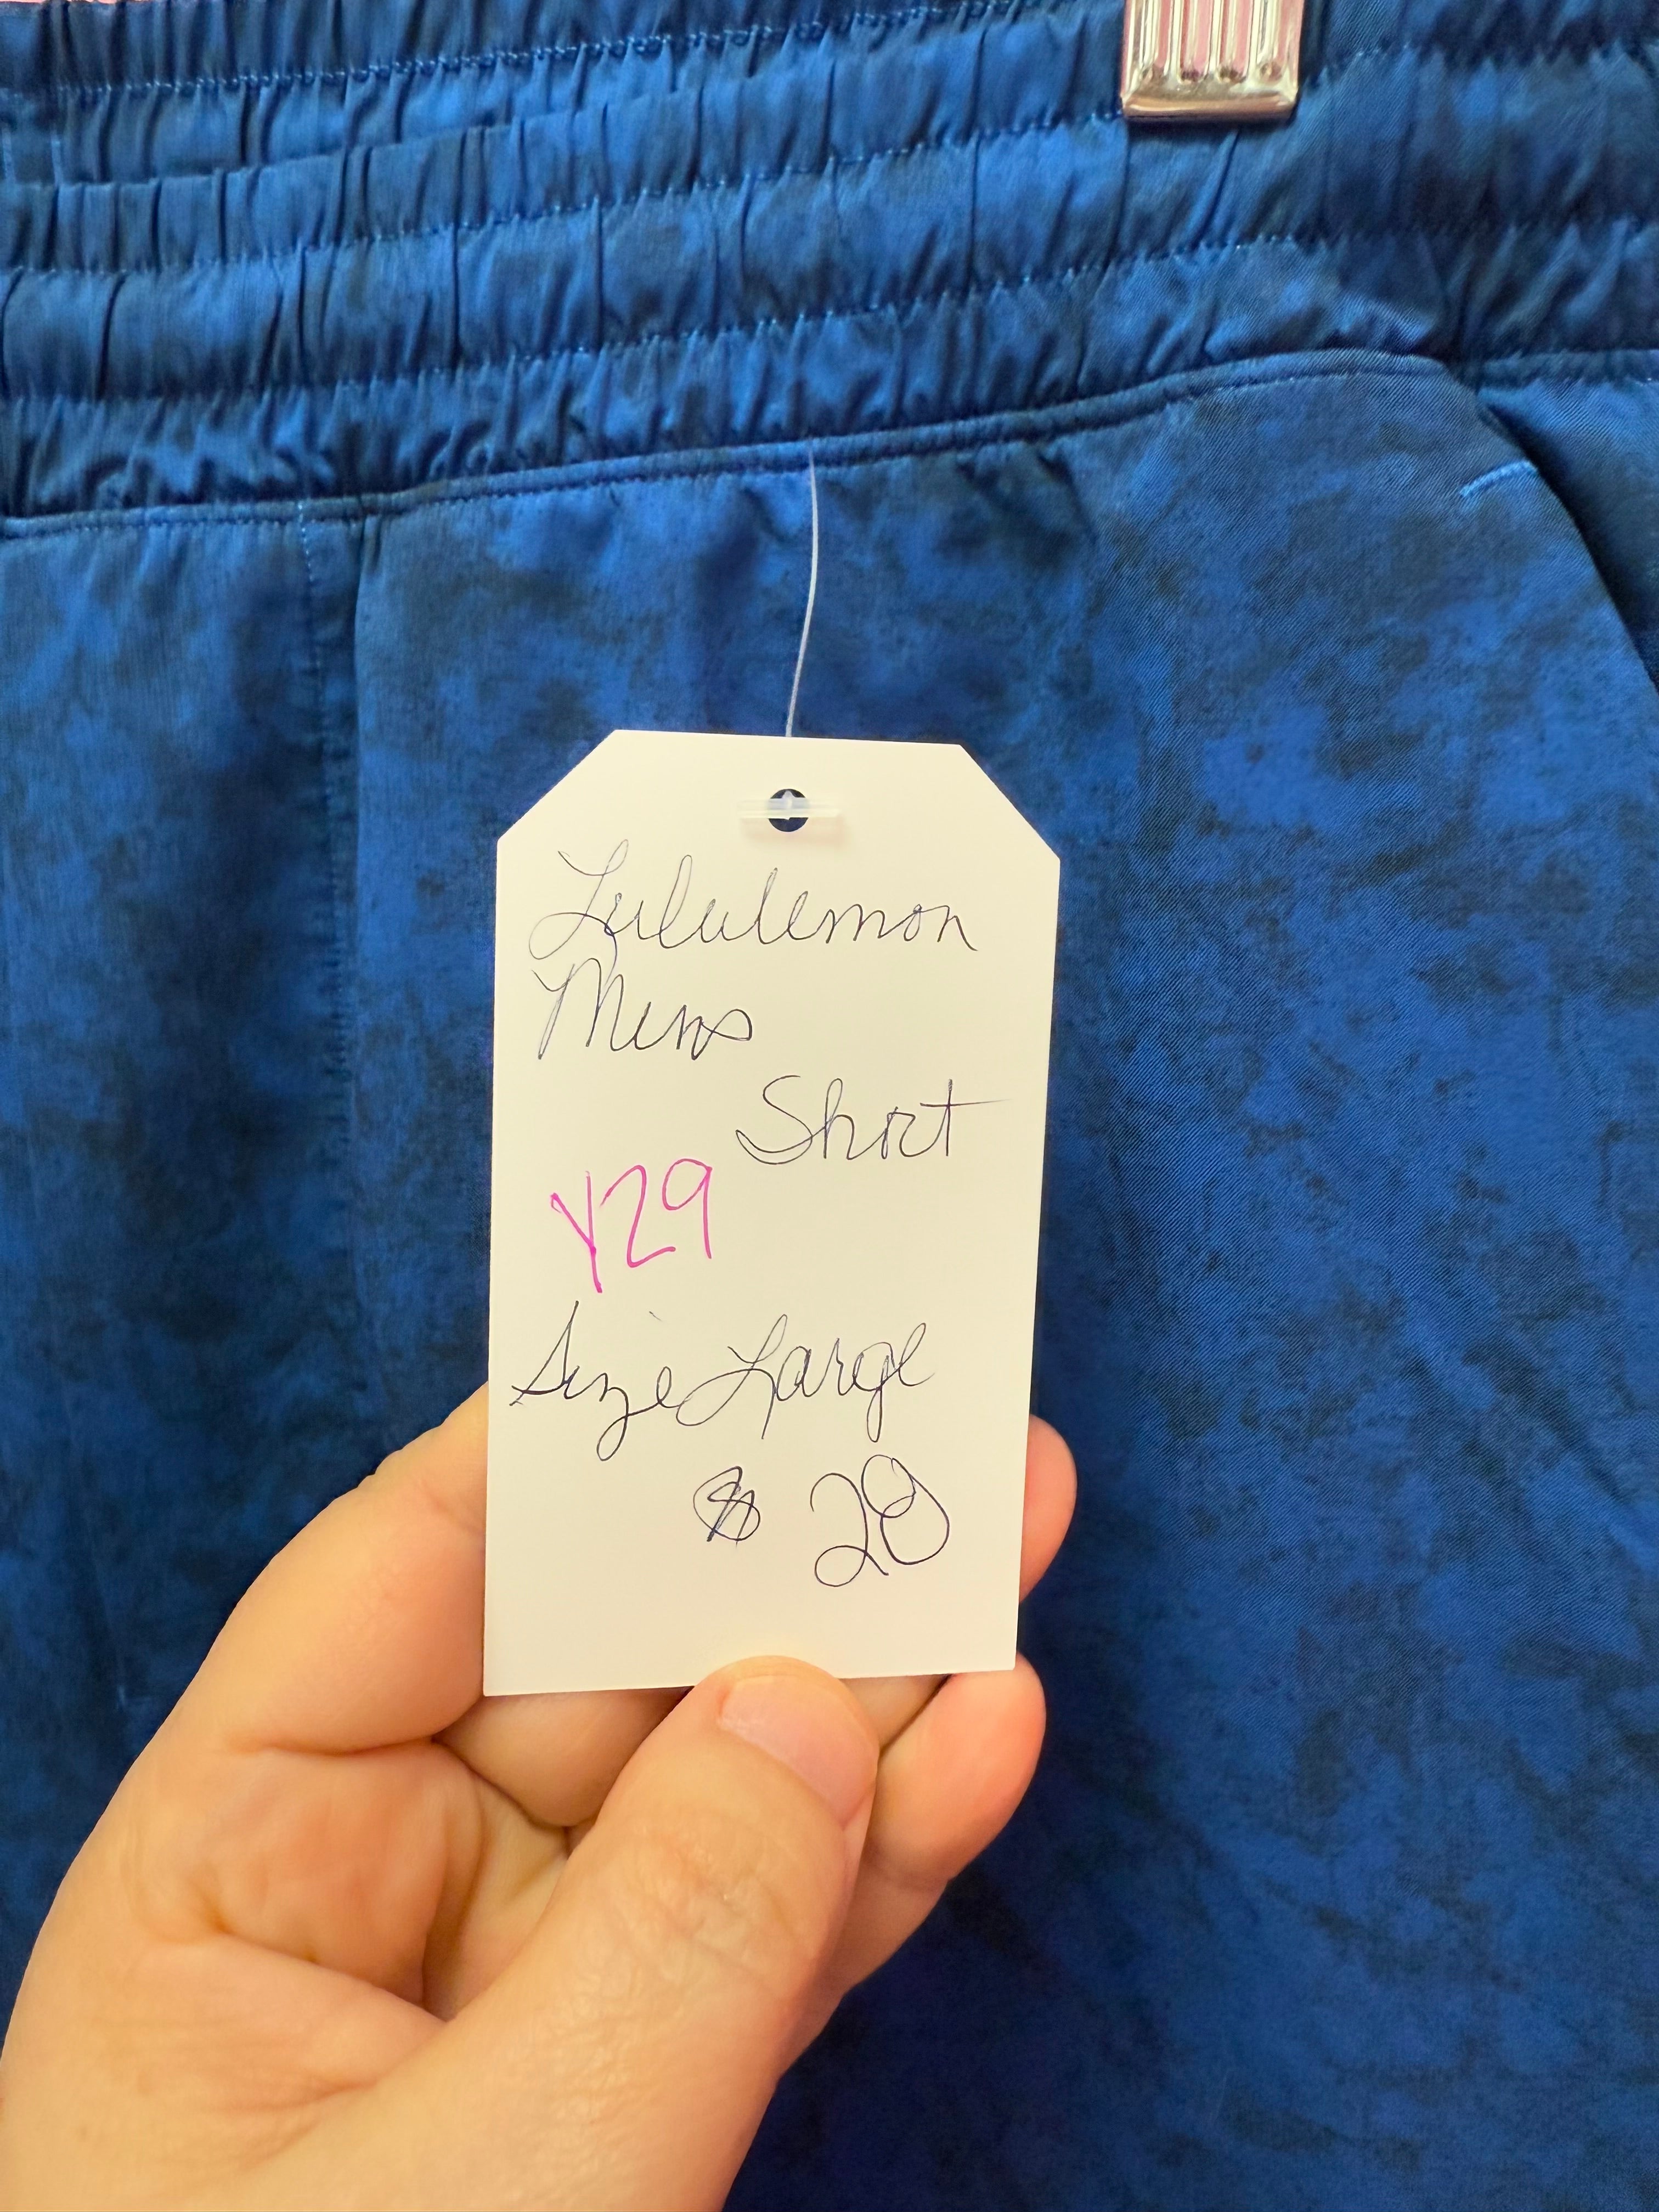 Lululemon
Mens
Short
Y29
Size Large
$ 20